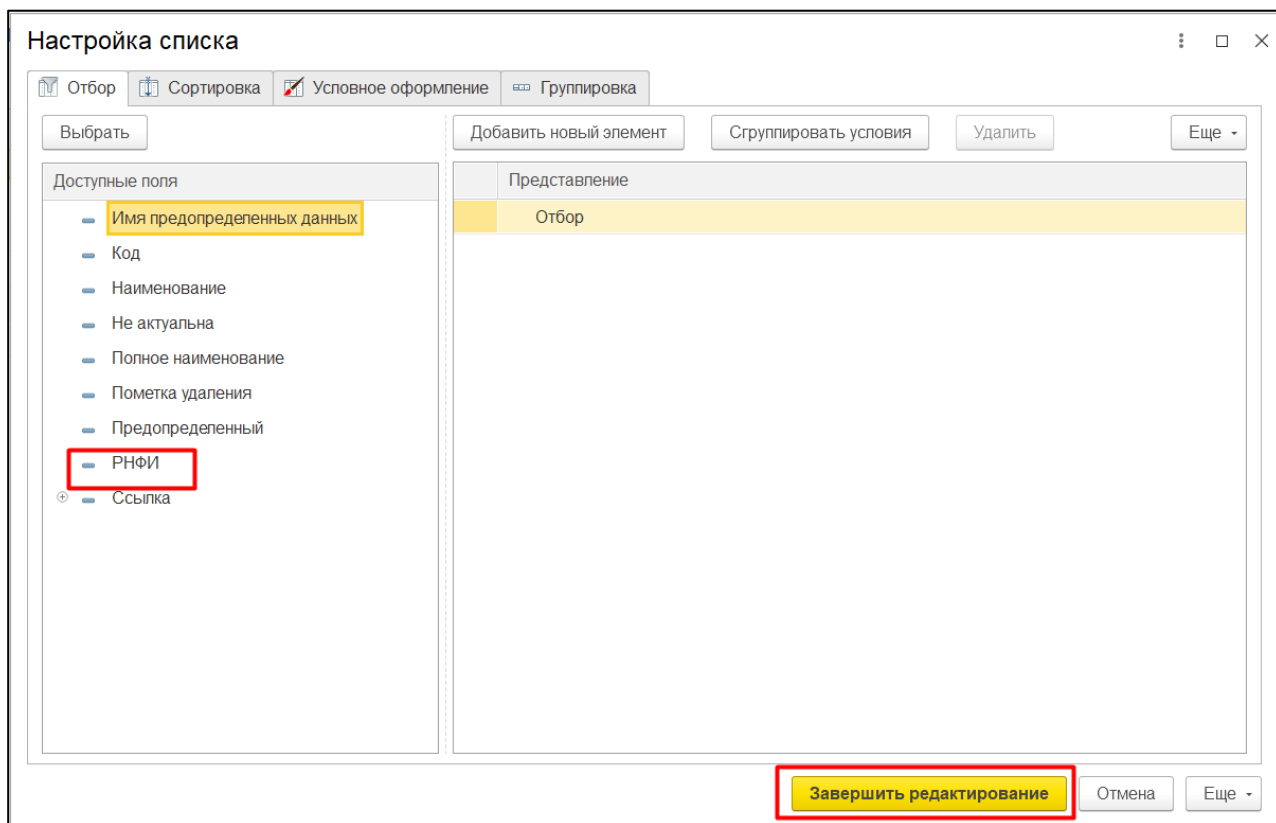 Настройка списка
Отбор Сортировка Условное оформление Группировка
Выбрать Добавить новый элемент Сгруппировать условия Удалить Еще
Доступные поля Представление
Имя предопределенных данных Отбор
Код
Наименование
Не актуальна
Полное наименование
Пометка удаления
Предопределенный
РНФИ
Ссылка
Завершить редактирование Отмена Еще